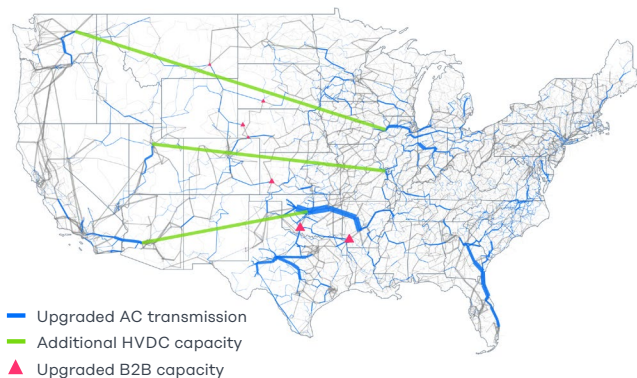 Upgraded AC transmission
Additional HVDC capacity
Upgraded B2B capacity